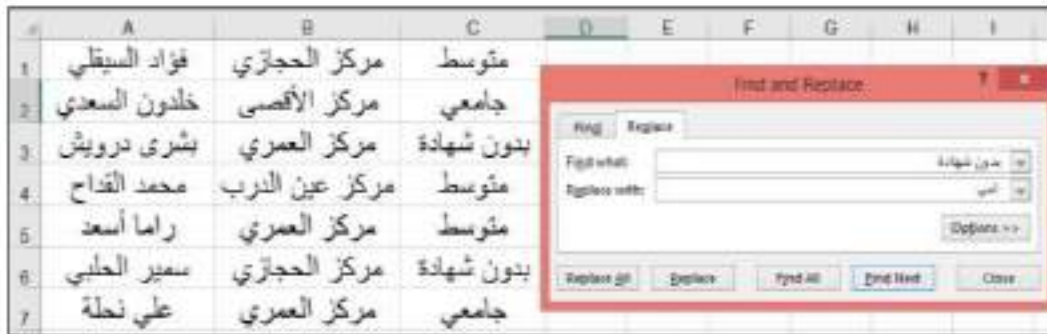 A B C D E F G H I
1 فؤاد السيقلي مركز الحجازي متوسط
2 خلدون السعدي مركز الأقصى جامعي
3 بشرى درويش مركز العمري بدون شهادة
4 محمد القداح مركز عين الدرب متوسط
5 راما أسعد مركز العمري متوسط
6 سمير الحلبي مركز الحجازي بدون شهادة
7 علي نحلة مركز العمري جامعي
Find and Replace ?
Find Replace
Find what: بدون شهادة
Replace with: أمي
Options >>
Replace All Replace Find All Find Next Close